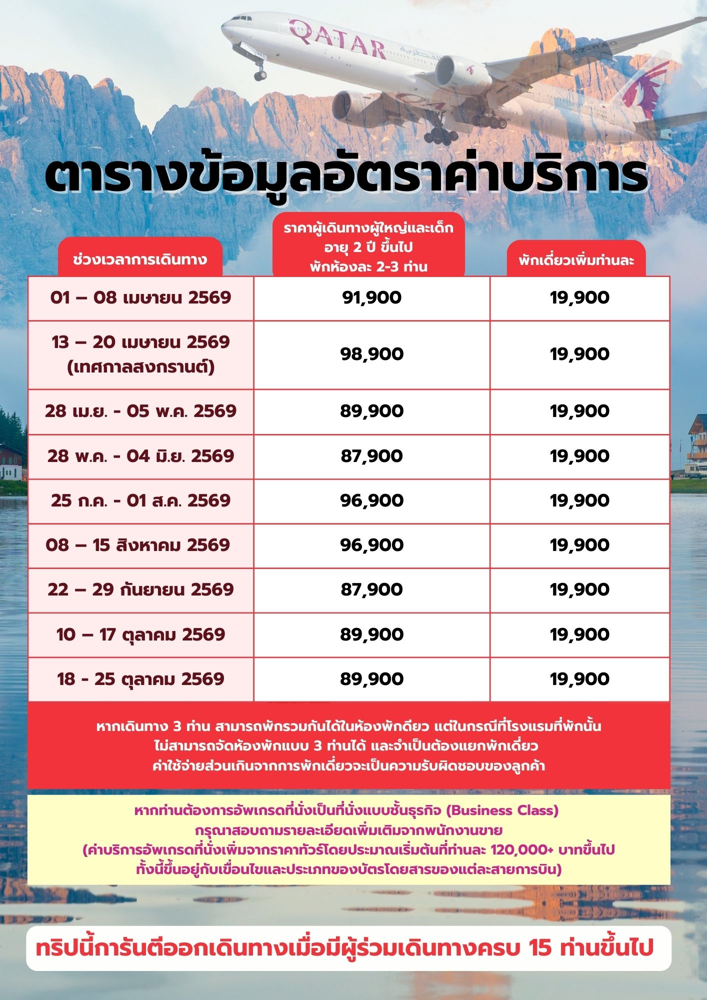 QATAR
القطرية
A7-BAQ
A7-BAQ
ตารางข้อมูลอัตราค่าบริการ
ช่วงเวลาการเดินทาง
ราคาผู้เดินทางผู้ใหญ่และเด็ก
อายุ 2 ปี ขึ้นไป
พักห้องละ 2-3 ท่าน
พักเดี่ยวเพิ่มท่านละ
01 – 08 เมษายน 2569 91,900 19,900
13 – 20 เมษายน 2569
(เทศกาลสงกรานต์) 98,900 19,900
28 เม.ย. - 05 พ.ค. 2569 89,900 19,900
28 พ.ค. - 04 มิ.ย. 2569 87,900 19,900
25 ก.ค. - 01 ส.ค. 2569 96,900 19,900
08 – 15 สิงหาคม 2569 96,900 19,900
22 – 29 กันยายน 2569 87,900 19,900
10 – 17 ตุลาคม 2569 89,900 19,900
18 - 25 ตุลาคม 2569 89,900 19,900
หากเดินทาง 3 ท่าน สามารถพักรวมกันได้ในห้องพักดียว แต่ในกรณีที่โรงแรมที่พักนั้น
ไม่สามารถจัดห้องพักแบบ 3 ท่านได้ และจำเป็นต้องแยกพักเดี่ยว
ค่าใช้จ่ายส่วนเกินจากการพักเดี่ยวจะเป็นความรับผิดชอบของลูกค้า
หากท่านต้องการอัพเกรดที่นั่งเป็นที่นั่งแบบชั้นธุรกิจ (Business Class)
กรุณาสอบถามรายละเอียดเพิ่มเติมจากพนักงานขาย
(ค่าบริการอัพเกรดที่นั่งเพิ่มจากราคาทัวร์โดยประมาณเริ่มต้นที่ท่านละ 120,000+ บาทขึ้นไป
ทั้งนี้ขึ้นอยู่กับเขื่อนไขและประเภทของบัตรโดยสารของแต่ละสายการบิน)
ทริปนี้การันตีออกเดินทางเมื่อมีผู้ร่วมเดินทางครบ 15 ท่านขึ้นไป